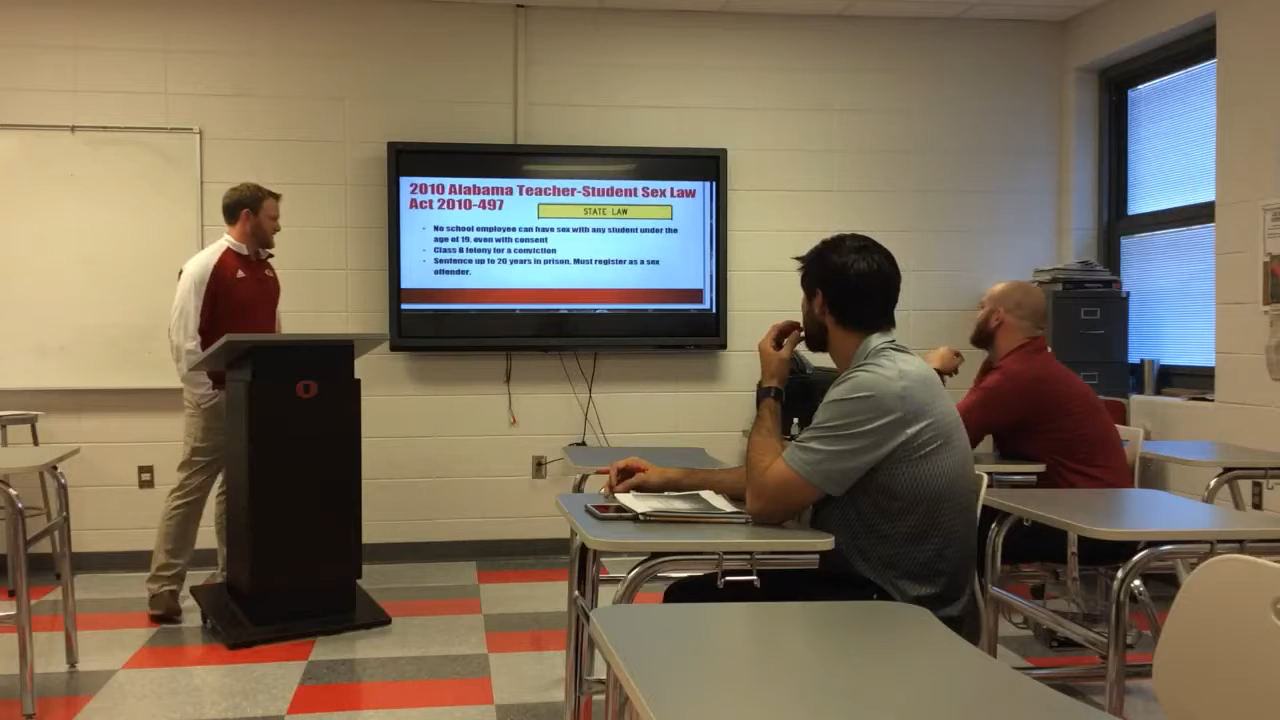 2010 Alabama Teacher-Student Sex Law
Act 2010-497
STATE LAW
- No school employee can have sex with any student under the
age of 19, even with consent
- Class B felony for a conviction
- Sentence up to 20 years in prison. Must register as a sex
offender.
O